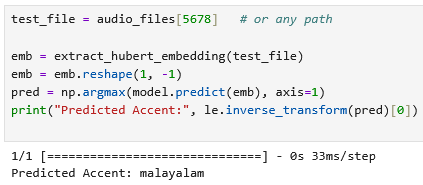 test_file = audio_files[5678]   # or any path
emb = extract_hubert_embedding(test_file)
emb = emb.reshape(1, -1)
pred = np.argmax(model.predict(emb), axis=1)
print("Predicted Accent:", le.inverse_transform(pred)[0])
1/1 [==============================] - 0s 33ms/step
Predicted Accent: malayalam